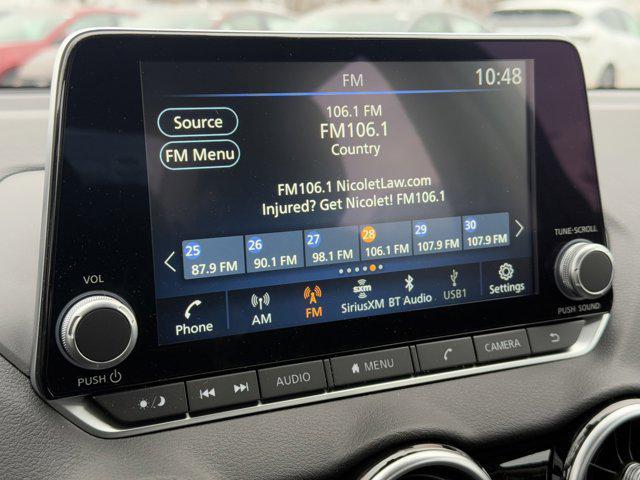 FM
10:48
Source
FM Menu
106.1 FM
FM106.1
Country
FM106.1 NicoletLaw.com
Injured? Get Nicolet! FM106.1
25
87.9 FM
26
90.1 FM
27
98.1 FM
28
106.1 FM
29
107.9 FM
30
107.9 FM
Phone
AM
FM
sxm
SiriusXM
BT Audio
USB1
Settings
VOL
PUSH
TUNE·SCROLL
PUSH SOUND
AUDIO
MENU
CAMERA